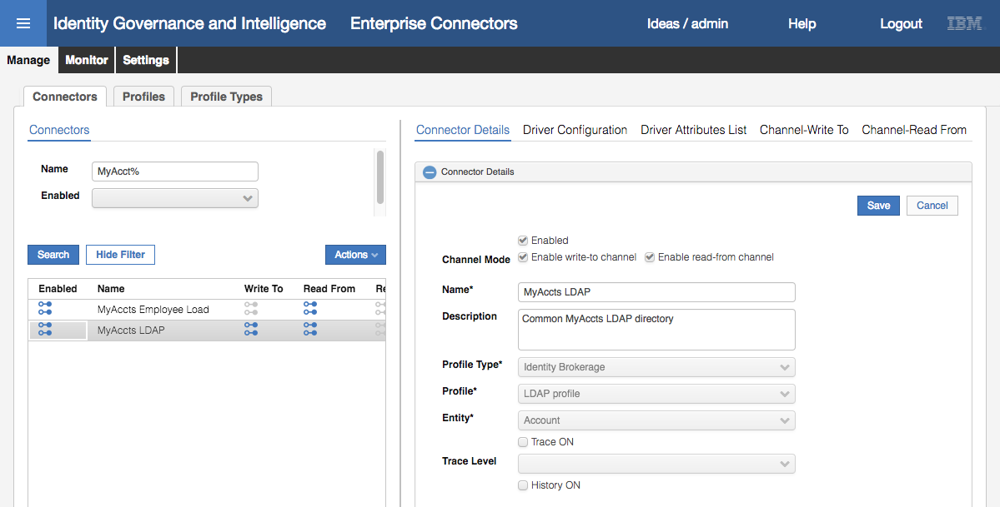 Identity Governance and Intelligence Enterprise Connectors Ideas / admin Help Logout IBM
Manage Monitor Settings
Connectors Profiles Profile Types
Connectors
Name MyAcct%
Enabled
Search Hide Filter Actions
Enabled Name Write To Read From Re
MyAccts Employee Load
MyAccts LDAP
Connector Details Driver Configuration Driver Attributes List Channel-Write To Channel-Read From
Connector Details
Save Cancel
Enabled
Channel Mode Enable write-to channel Enable read-from channel
Name* MyAccts LDAP
Description Common MyAccts LDAP directory
Profile Type* Identity Brokerage
Profile* LDAP profile
Entity* Account
Trace ON
Trace Level
History ON